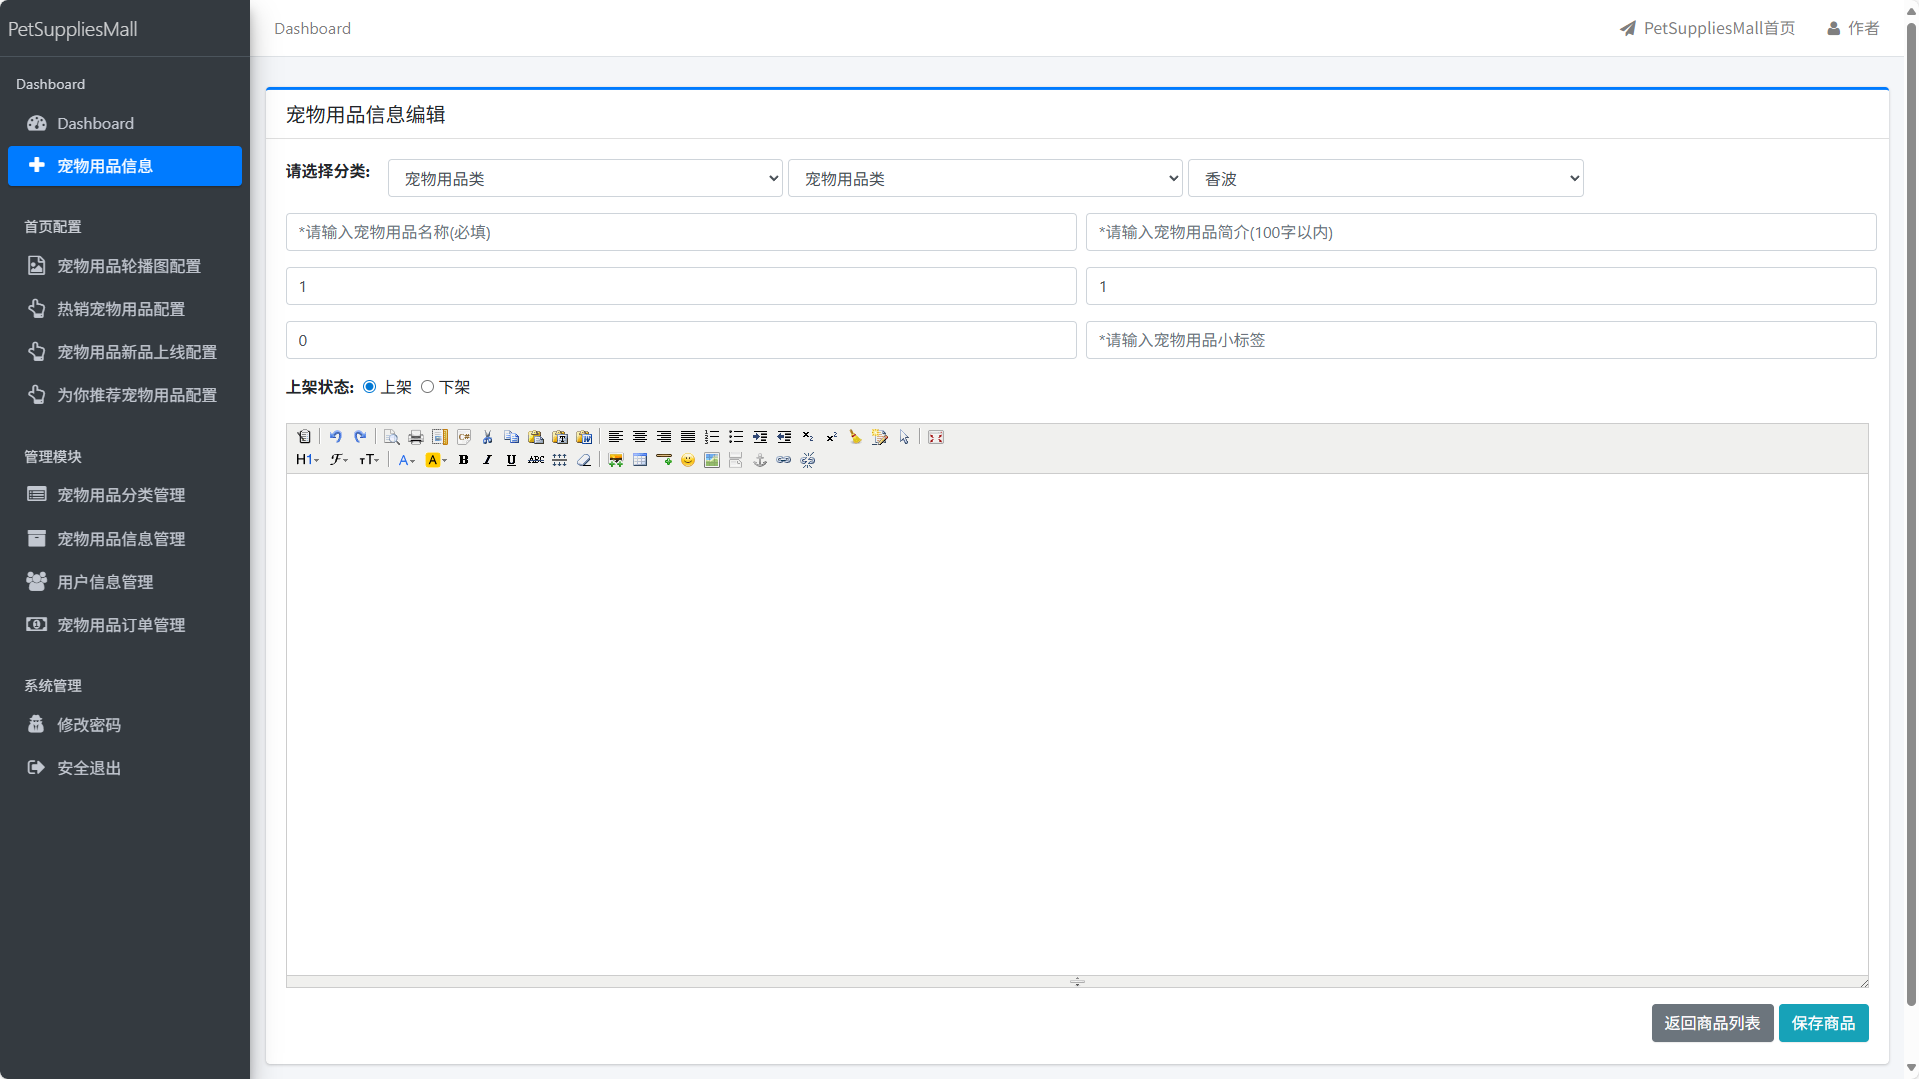 PetSuppliesMall
Dashboard
PetSuppliesMall首页
作者
Dashboard
Dashboard
宠物用品信息
首页配置
宠物用品轮播图配置
热销宠物用品配置
宠物用品新品上线配置
为你推荐宠物用品配置
管理模块
宠物用品分类管理
宠物用品信息管理
用户信息管理
宠物用品订单管理
系统管理
修改密码
安全退出
宠物用品信息编辑
请选择分类:
宠物用品类
宠物用品类
香波
*请输入宠物用品名称(必填)
*请输入宠物用品简介(100字以内)
1
1
0
*请输入宠物用品小标签
上架状态: 上架 下架
返回商品列表
保存商品